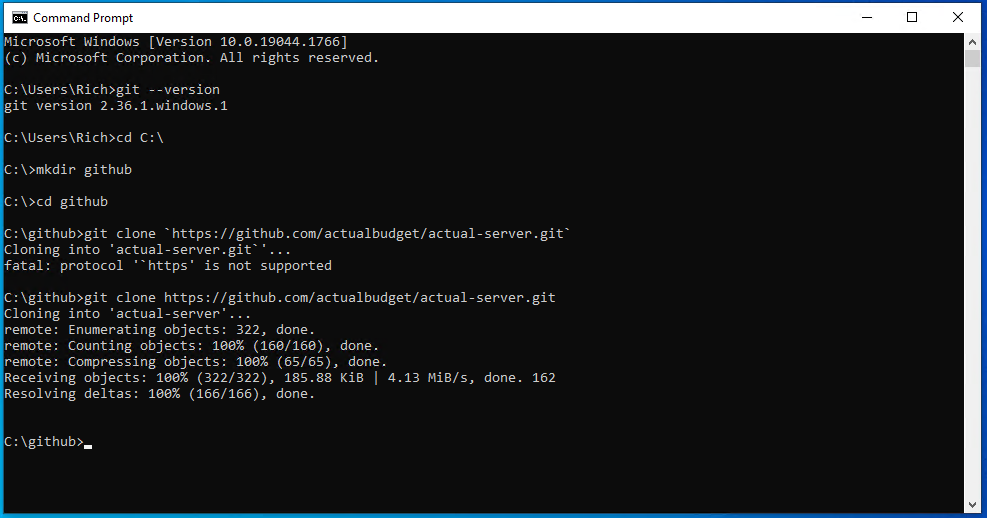 Command Prompt
Microsoft Windows [Version 10.0.19044.1766]
(c) Microsoft Corporation. All rights reserved.
C:\Users\Rich>git --version
git version 2.36.1.windows.1
C:\Users\Rich>cd C:\
C:\>mkdir github
C:\>cd github
C:\github>git clone `https://github.com/actualbudget/actual-server.git`
Cloning into 'actual-server.git`'...
fatal: protocol '`https' is not supported
C:\github>git clone https://github.com/actualbudget/actual-server.git
Cloning into 'actual-server'...
remote: Enumerating objects: 322, done.
remote: Counting objects: 100% (160/160), done.
remote: Compressing objects: 100% (65/65), done.
Receiving objects: 100% (322/322), 185.88 KiB | 4.13 MiB/s, done. 162
Resolving deltas: 100% (166/166), done.
C:\github>